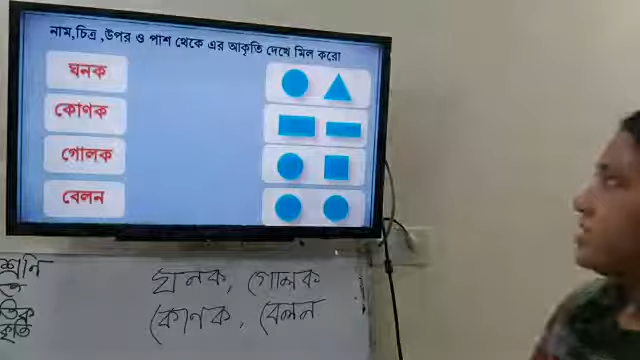 নাম,চিত্র ,উপর ও পাশ থেকে এর আকৃতি দেখে মিল করো
ঘনক
কোণক
গোলক
বেলন
ঘনক, গোলক
কোণক, বেলন